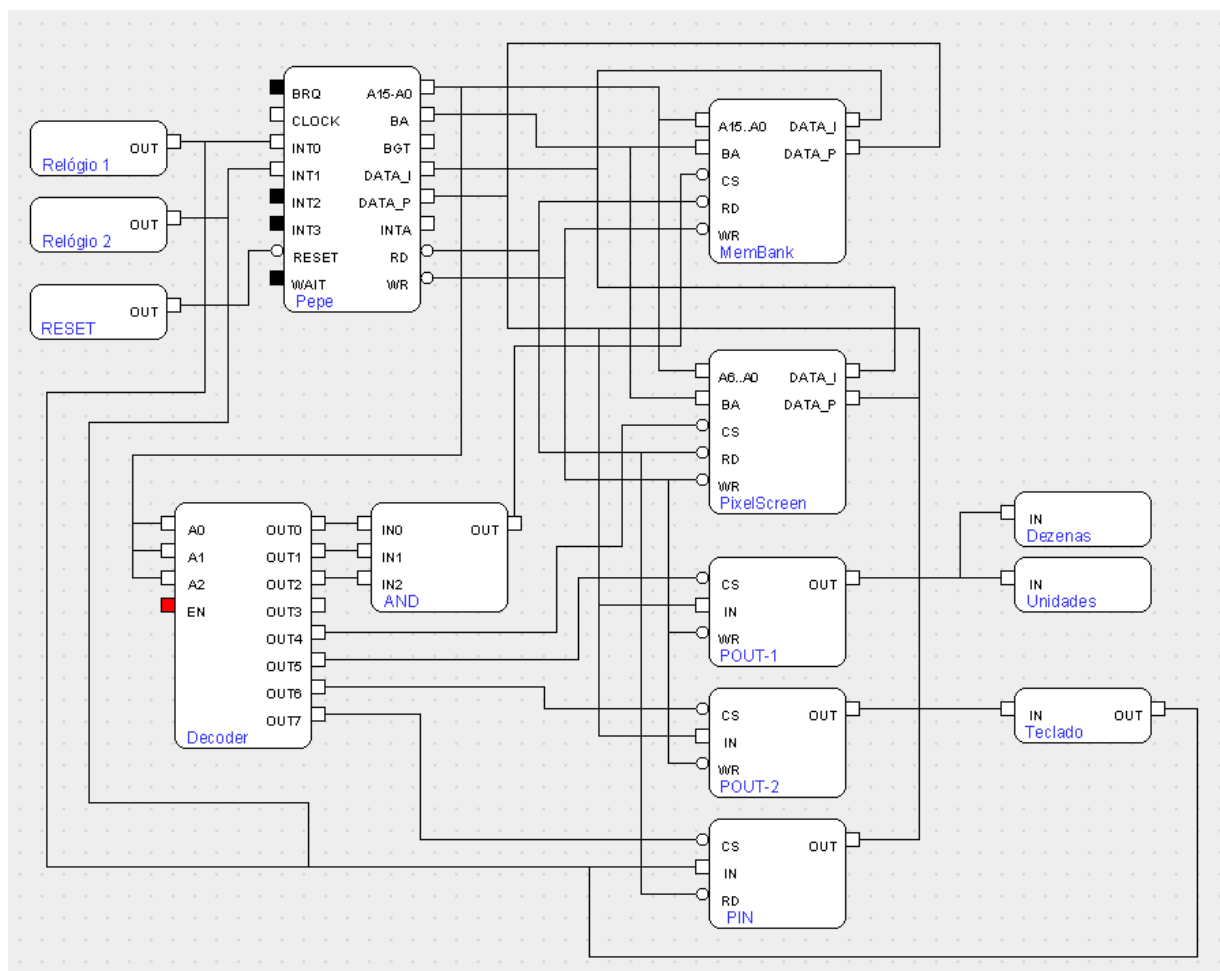 Relógio 1
OUT
Relógio 2
OUT
RESET
OUT
BRQ
CLOCK
INT0
INT1
INT2
INT3
RESET
WAIT
A15-A0
BA
BGT
DATA_I
DATA_P
INTA
RD
WR
Pepe
A15..A0
BA
CS
RD
WR
DATA_I
DATA_P
MemBank
A6..A0
BA
CS
RD
WR
DATA_I
DATA_P
PixelScreen
A0
A1
A2
EN
OUT0
OUT1
OUT2
OUT3
OUT4
OUT5
OUT6
OUT7
Decoder
IN0
IN1
IN2
OUT
AND
CS
IN
WR
OUT
POUT-1
IN
Dezenas
IN
Unidades
CS
IN
WR
OUT
POUT-2
IN
OUT
Teclado
CS
IN
RD
OUT
PIN